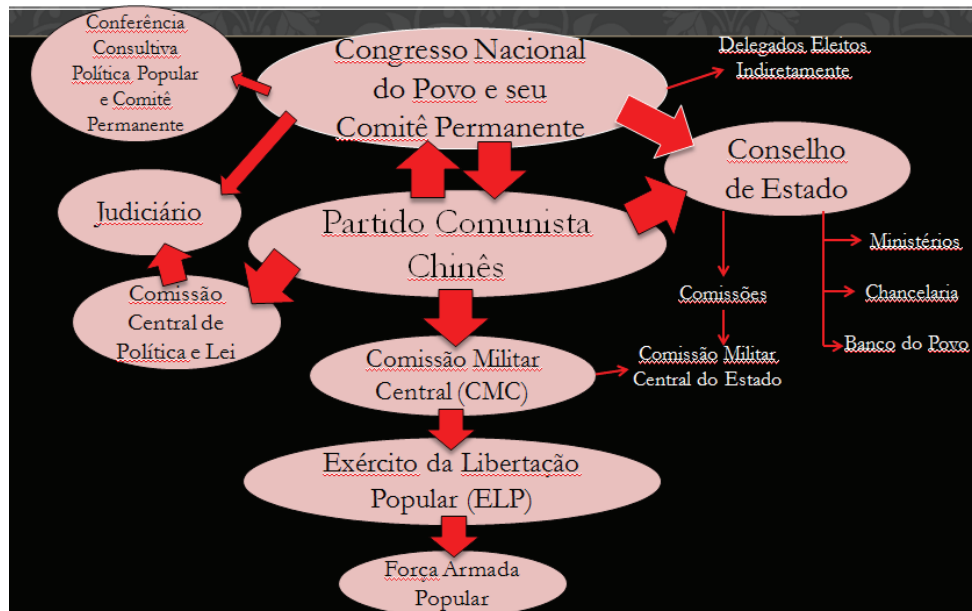 Conferência
Consultiva
Política Popular
e Comitê
Permanente
Congresso Nacional
do Povo e seu
Comitê Permanente
Delegados Eleitos
Indiretamente
Conselho
de Estado
Judiciário
Partido Comunista
Chinês
Ministérios
Comissão
Central de
Política e Lei
Comissões
Chancelaria
Banco do Povo
Comissão Militar
Central (CMC)
Comissão Militar
Central do Estado
Exército da Libertação
Popular (ELP)
Força Armada
Popular